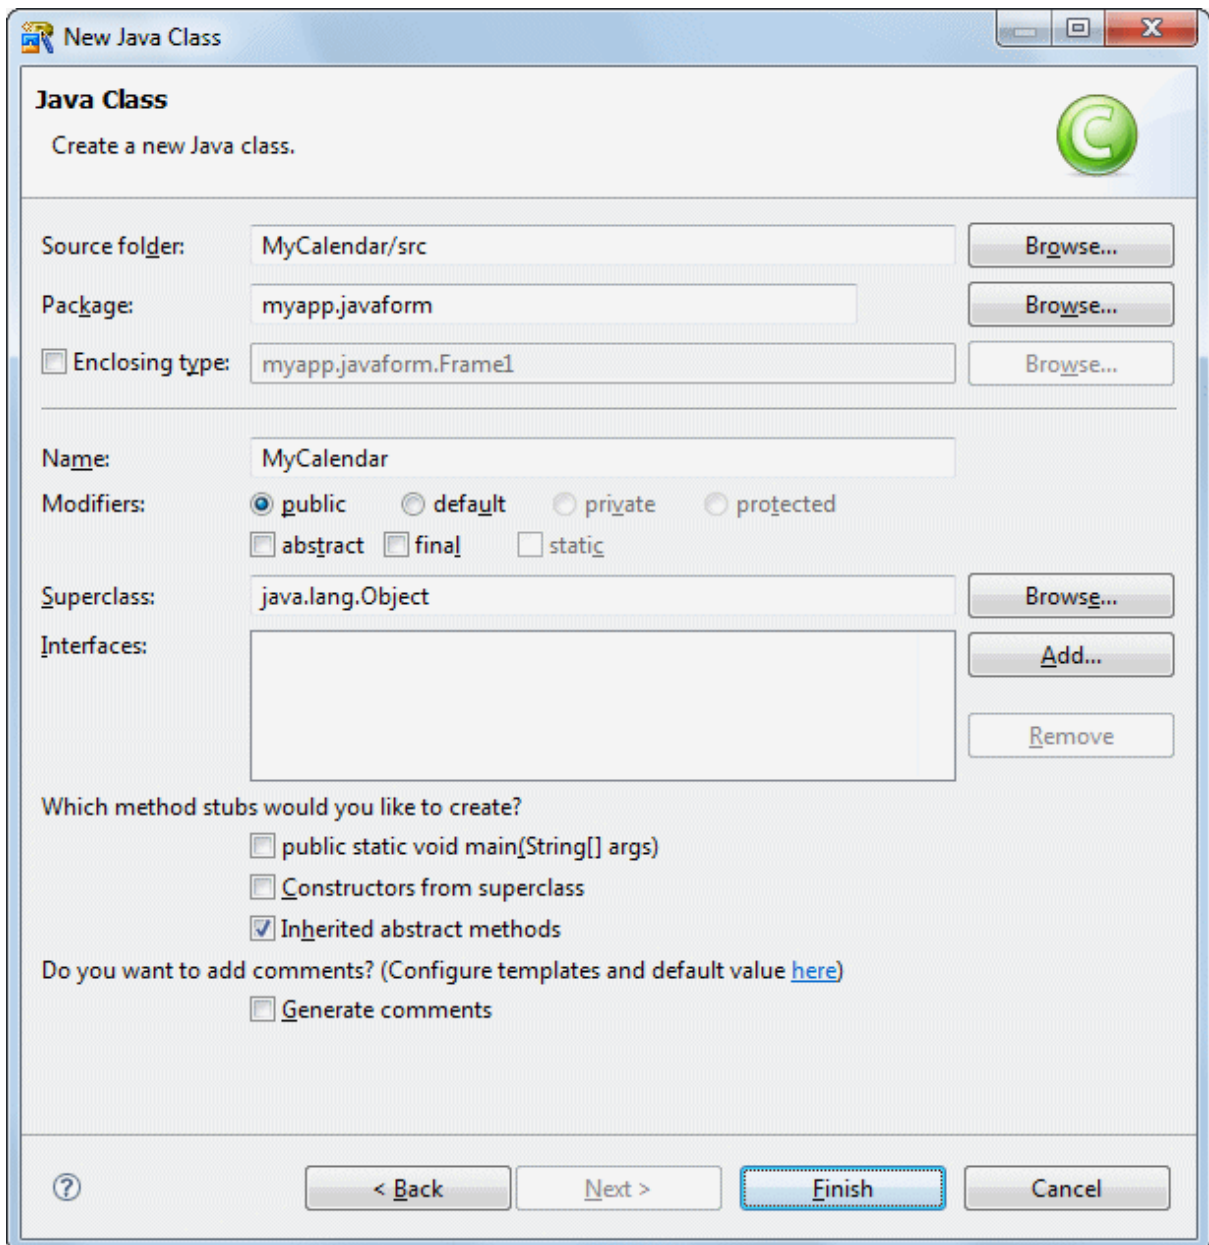 New Java Class
Java Class
Create a new Java class.
Source folder: MyCalendar/src Browse...
Package: myapp.javaform Browse...
Enclosing type: myapp.javaform.Frame1 Browse...
Name: MyCalendar
Modifiers: public default private protected
abstract final static
Superclass: java.lang.Object Browse...
Interfaces: Add...
Remove
Which method stubs would you like to create?
public static void main(String[] args)
Constructors from superclass
Inherited abstract methods
Do you want to add comments? (Configure templates and default value here)
Generate comments
? < Back Next > Finish Cancel